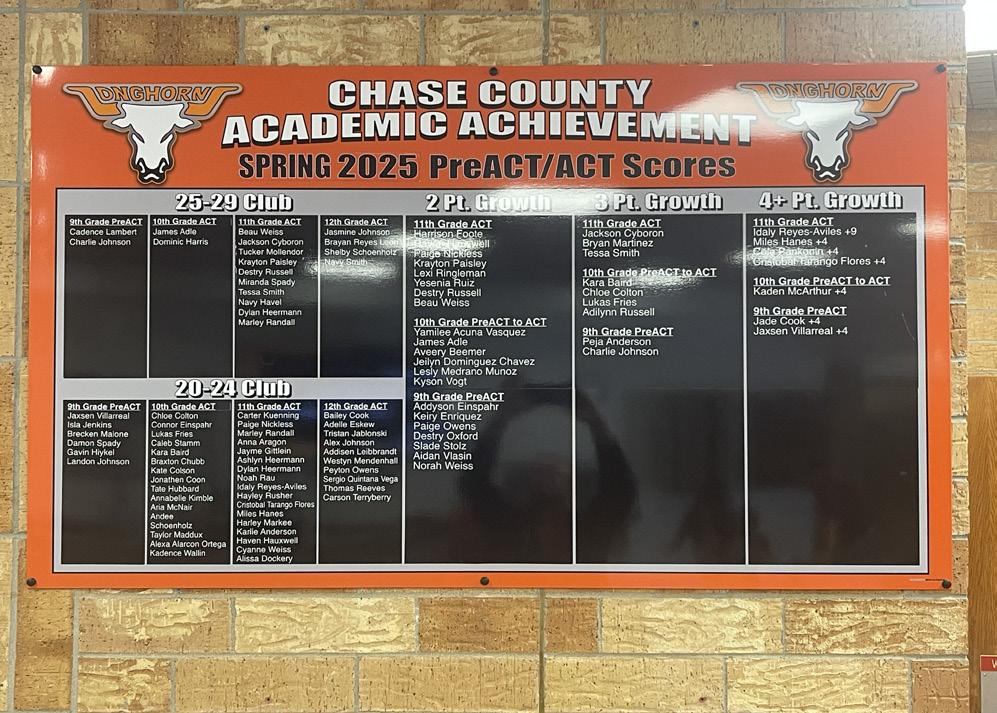 LONGHORN
LONGHORN
CHASE COUNTY
ACADEMIC ACHIEVEMENT
SPRING 2025 PreACT/ACT Scores
25-29 Club
9th Grade PreACT
Cadence Lambert
Charlie Johnson
10th Grade ACT
James Adle
Dominic Harris
11th Grade ACT
Beau Weiss
Jackson Cyboron
Tucker Mollendor
Krayton Paisley
Destry Russell
Miranda Spady
Tessa Smith
Navy Havel
Dylan Heermann
Marley Randall
12th Grade ACT
Jasmine Johnson
Brayan Reyes Leon
Shelby Schoenholz
Navy Smith
20-24 Club
9th Grade PreACT
Jaxsen Villarreal
Isla Jenkins
Brecken Malone
Damon Spady
Gavin Hiykel
Landon Johnson
10th Grade ACT
Chloe Colton
Connor Einspahr
Lukas Fries
Caleb Stamm
Kara Baird
Braxton Chubb
Kate Colson
Jonathen Coon
Tate Hubbard
Annabelle Kimble
Aria McNair
Andee
Schoenholz
Taylor Maddux
Alexa Alarcon Ortega
Kadence Wallin
11th Grade ACT
Carter Kuenning
Paige Nickless
Marley Randall
Anna Aragon
Jayme Gittlein
Ashlyn Heermann
Dylan Heermann
Noah Rau
Idaly Reyes-Aviles
Hayley Rusher
Cristobal Tarango Flores
Miles Hanes
Harley Markee
Karlie Anderson
Haven Hauxwell
Cyanne Weiss
Alissa Dockery
12th Grade ACT
Bailey Cook
Adelle Eskew
Tristan Jablonski
Alex Johnson
Addisen Leibbrandt
Westyn Mendenhall
Peyton Owens
Sergio Quintana Vega
Thomas Reeves
Carson Terryberry
2 Pt. Growth
11th Grade ACT
Harrison Foote
Haven Hauxwell
Paige Nickless
Krayton Paisley
Lexi Ringleman
Yesenia Ruiz
Destry Russell
Beau Weiss
10th Grade PreACT to ACT
Yamilee Acuna Vasquez
James Adle
Aveery Beemer
Jeilyn Dominguez Chavez
Lesly Medrano Munoz
Kyson Vogt
9th Grade PreACT
Addyson Einspahr
Keiry Enriquez
Paige Owens
Destry Oxford
Slade Stolz
Aidan Vlasin
Norah Weiss
3 Pt. Growth
11th Grade ACT
Jackson Cyboron
Bryan Martinez
Tessa Smith
10th Grade PreACT to ACT
Kara Baird
Chloe Colton
Lukas Fries
Adilynn Russell
9th Grade PreACT
Peja Anderson
Charlie Johnson
4+ Pt. Growth
11th Grade ACT
Idaly Reyes-Aviles +9
Miles Hanes +4
Cole Pankonin +4
Cristobal Tarango Flores +4
10th Grade PreACT to ACT
Kaden McArthur +4
9th Grade PreACT
Jade Cook +4
Jaxsen Villarreal +4